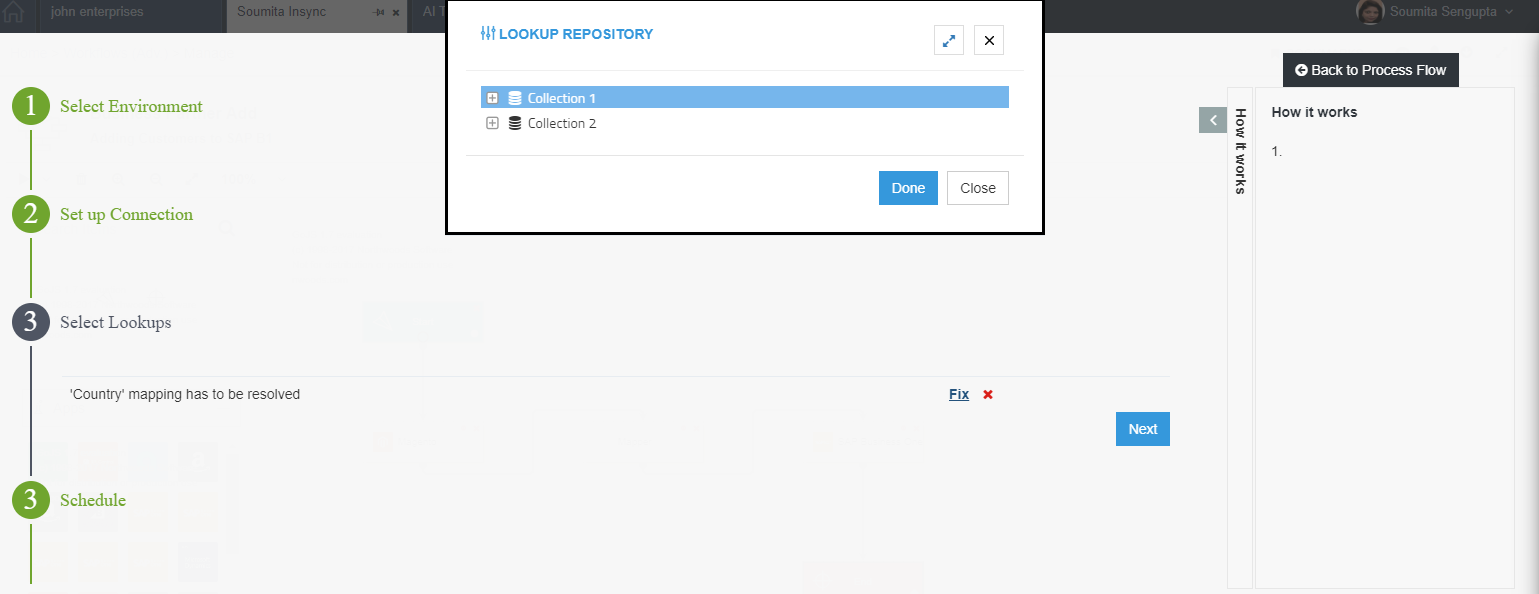 john enterprises
Soumita Insync
AI T
Soumita Sengupta
LOOKUP REPOSITORY
Collection 1
Collection 2
Done
Close
Back to Process Flow
How it works
How it works
1.
1
Select Environment
2
Set up Connection
3
Select Lookups
'Country' mapping has to be resolved
Fix
Next
3
Schedule